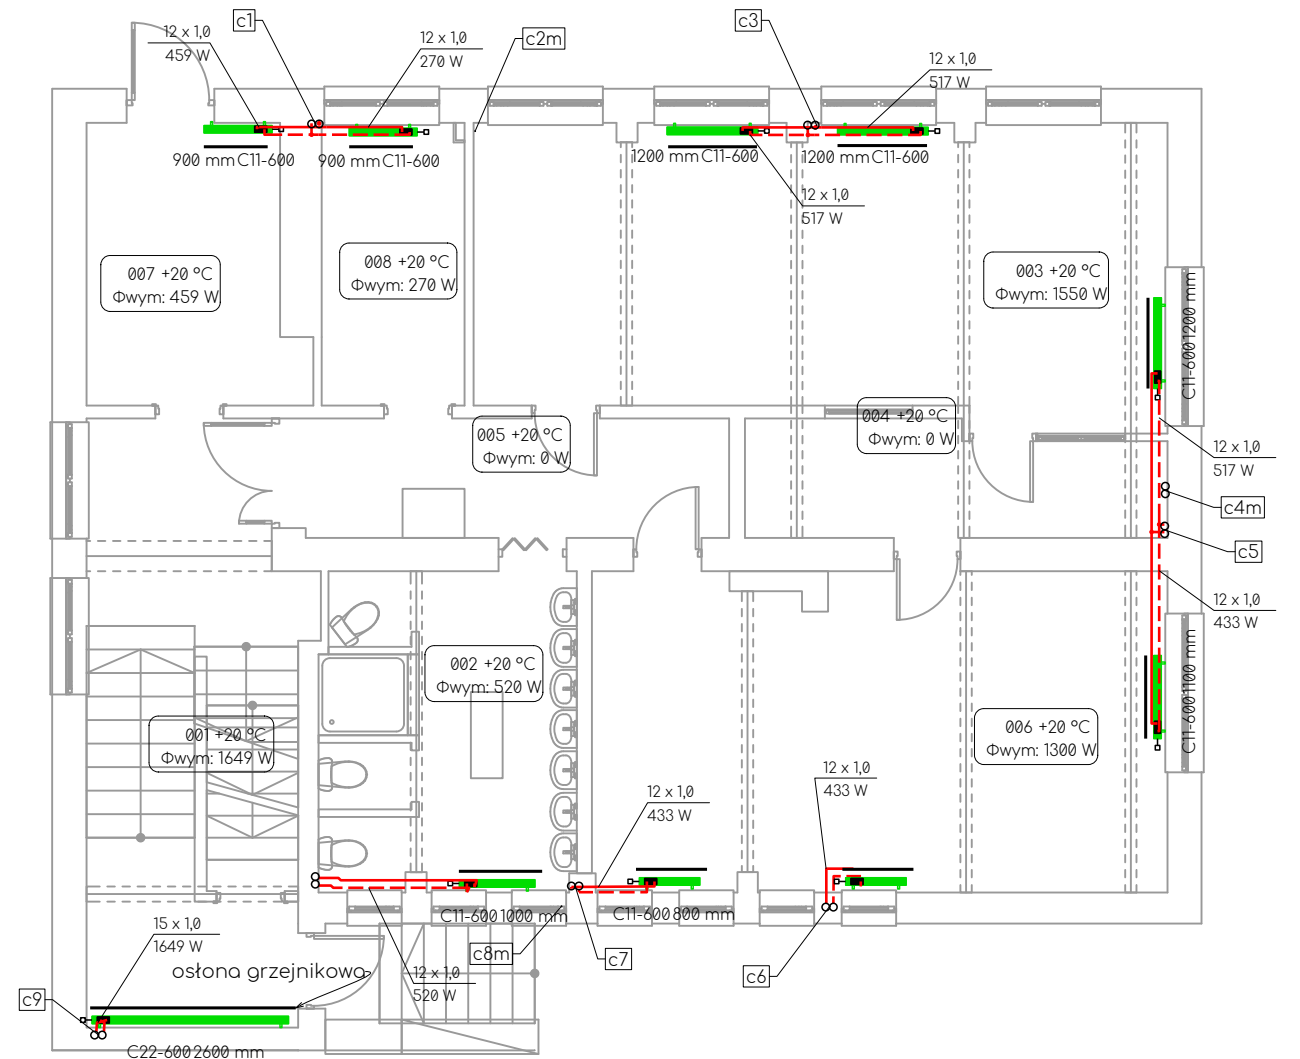 c1
c3
12 x 1,0
459 W
12 x 1,0
270 W
c2m
12 x 1,0
517 W
900 mm C11-600
900 mm C11-600
1200 mm C11-600
1200 mm C11-600
12 x 1,0
517 W
007 +20 °C
Φwym: 459 W
008 +20 °C
Φwym: 270 W
003 +20 °C
Φwym: 1550 W
C11-600 1200 mm
005 +20 °C
Φwym: 0 W
004 +20 °C
Φwym: 0 W
12 x 1,0
517 W
c4m
c5
12 x 1,0
433 W
002 +20 °C
Φwym: 520 W
C11-600 1100 mm
001 +20 °C
Φwym: 1649 W
006 +20 °C
Φwym: 1300 W
12 x 1,0
433 W
12 x 1,0
433 W
C11-600 1000 mm
C11-600 800 mm
15 x 1,0
1649 W
c8m
c7
c6
osłona grzejnikowa
12 x 1,0
520 W
c9
C22-600 2600 mm